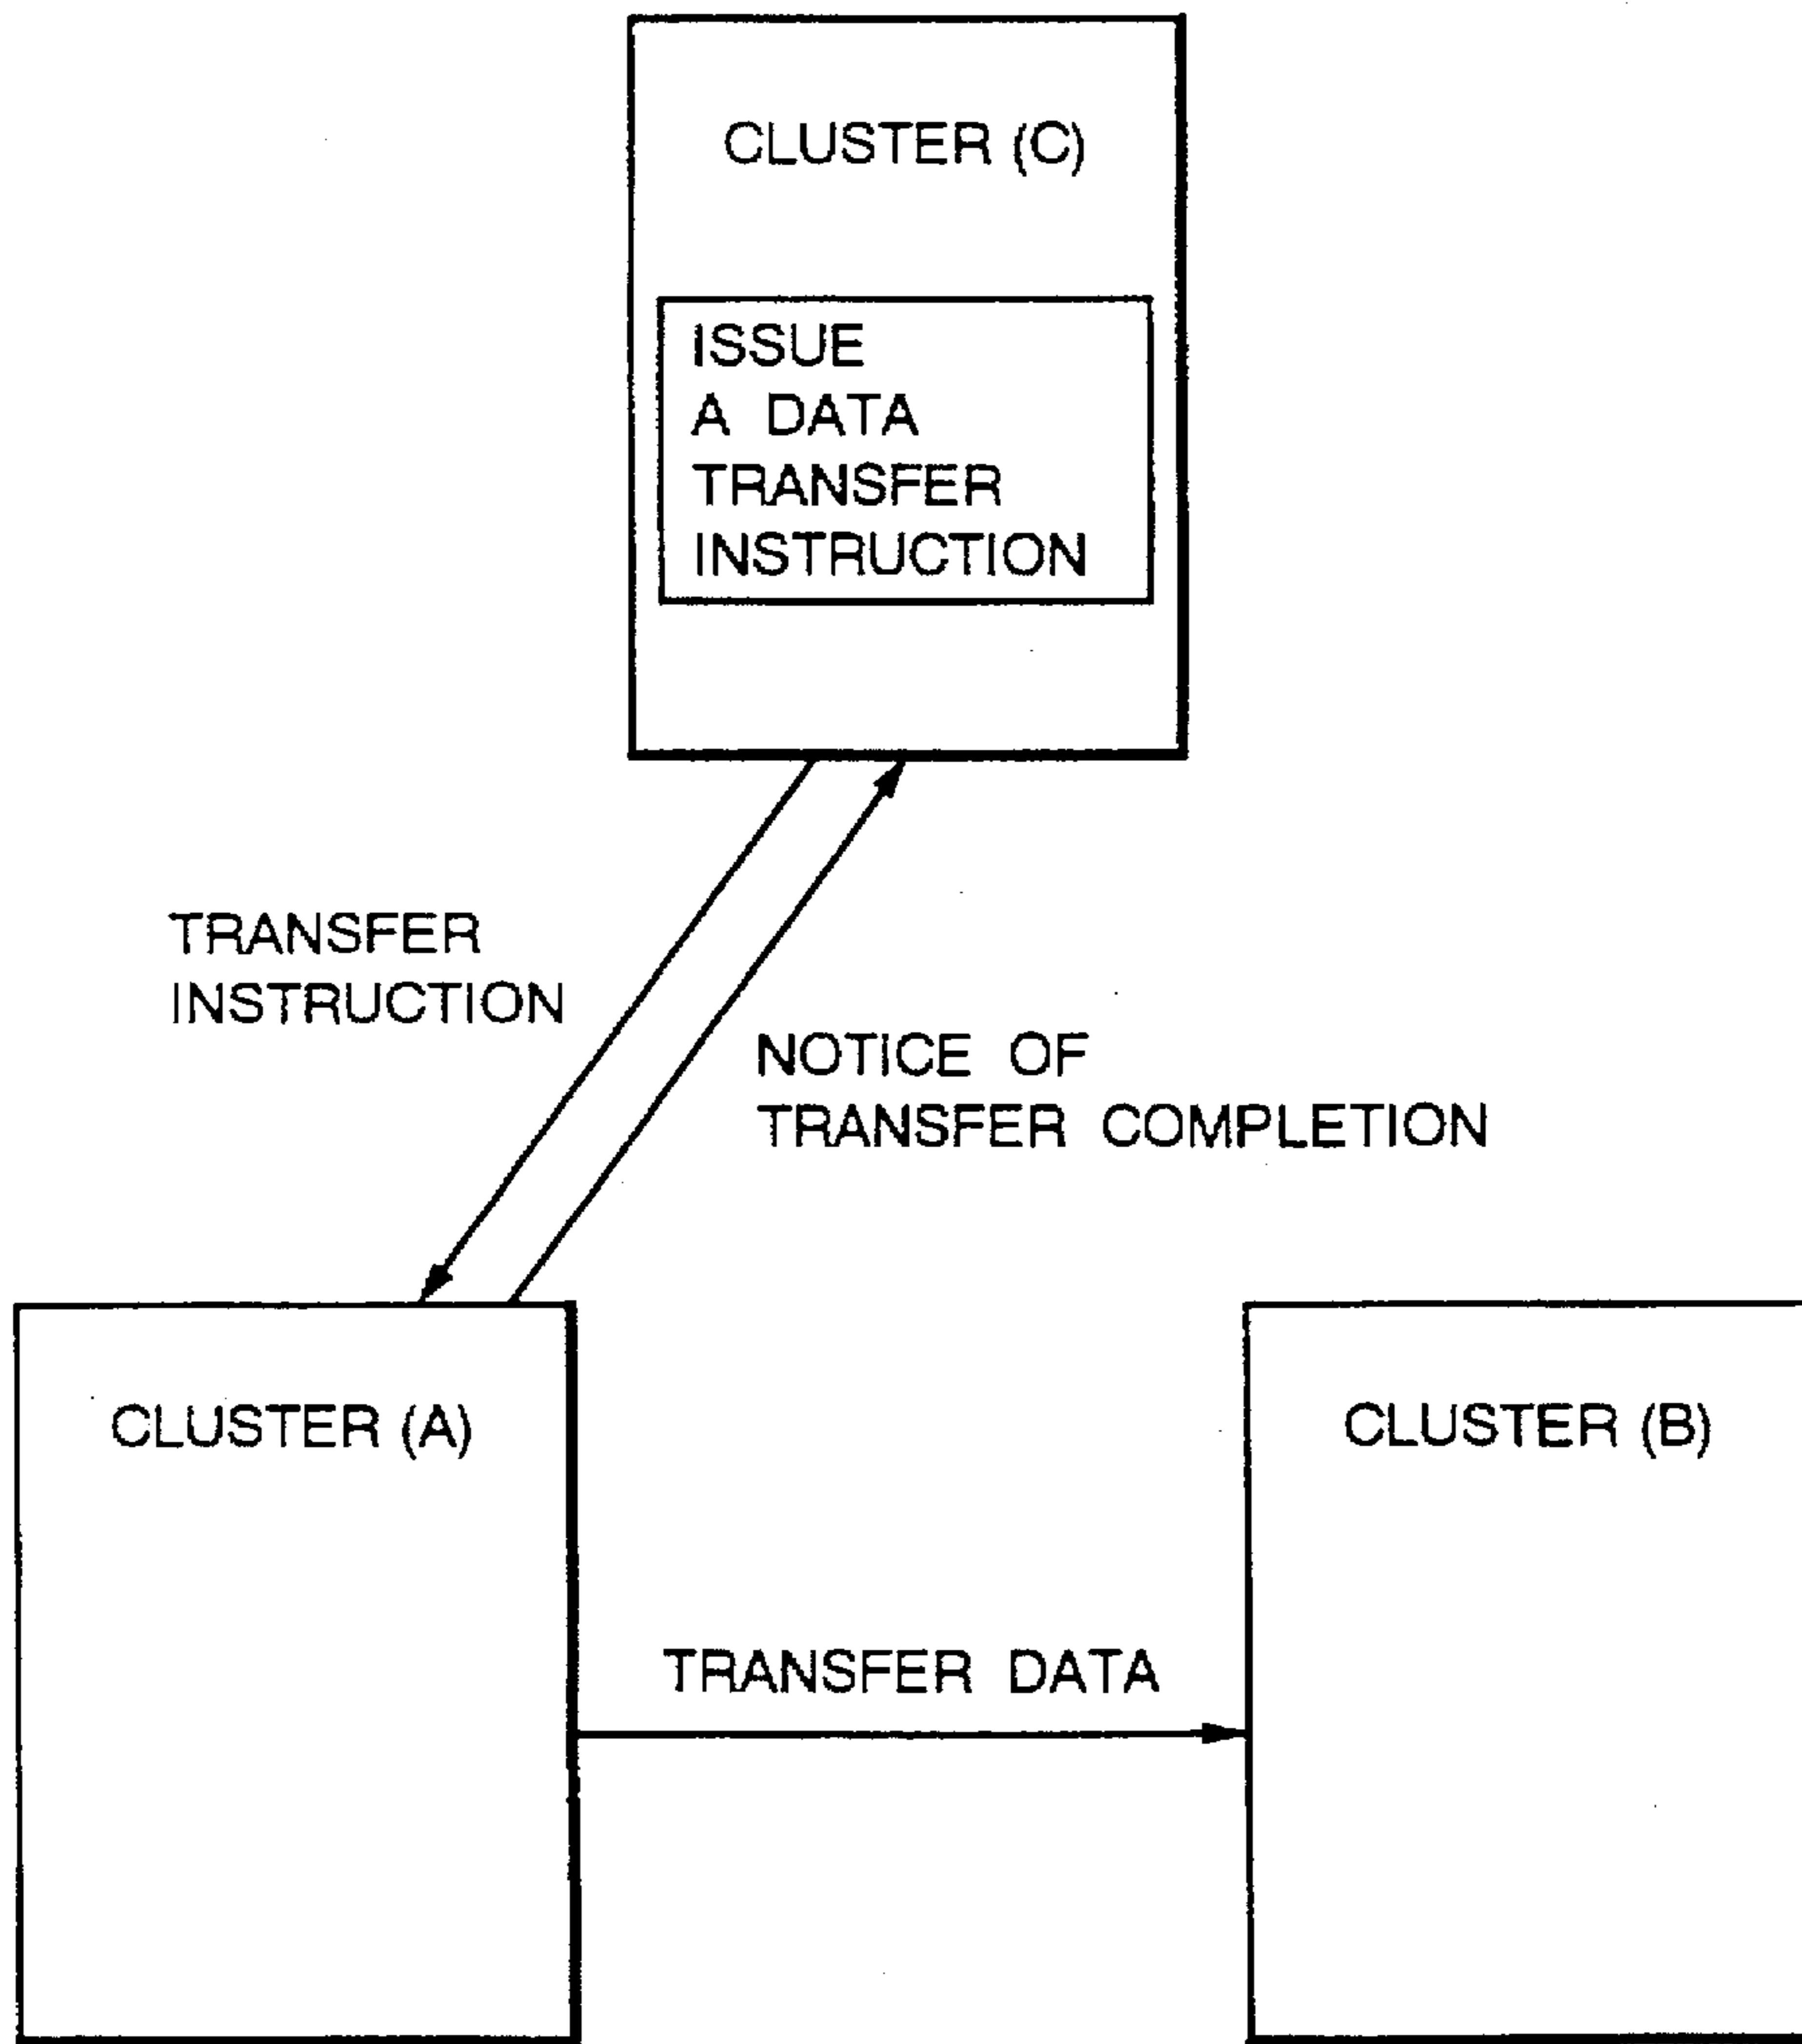 CLUSTER (C)
ISSUE
A DATA
TRANSFER
INSTRUCTION
TRANSFER
INSTRUCTION
NOTICE OF
TRANSFER COMPLETION
CLUSTER (A)
CLUSTER (B)
TRANSFER DATA